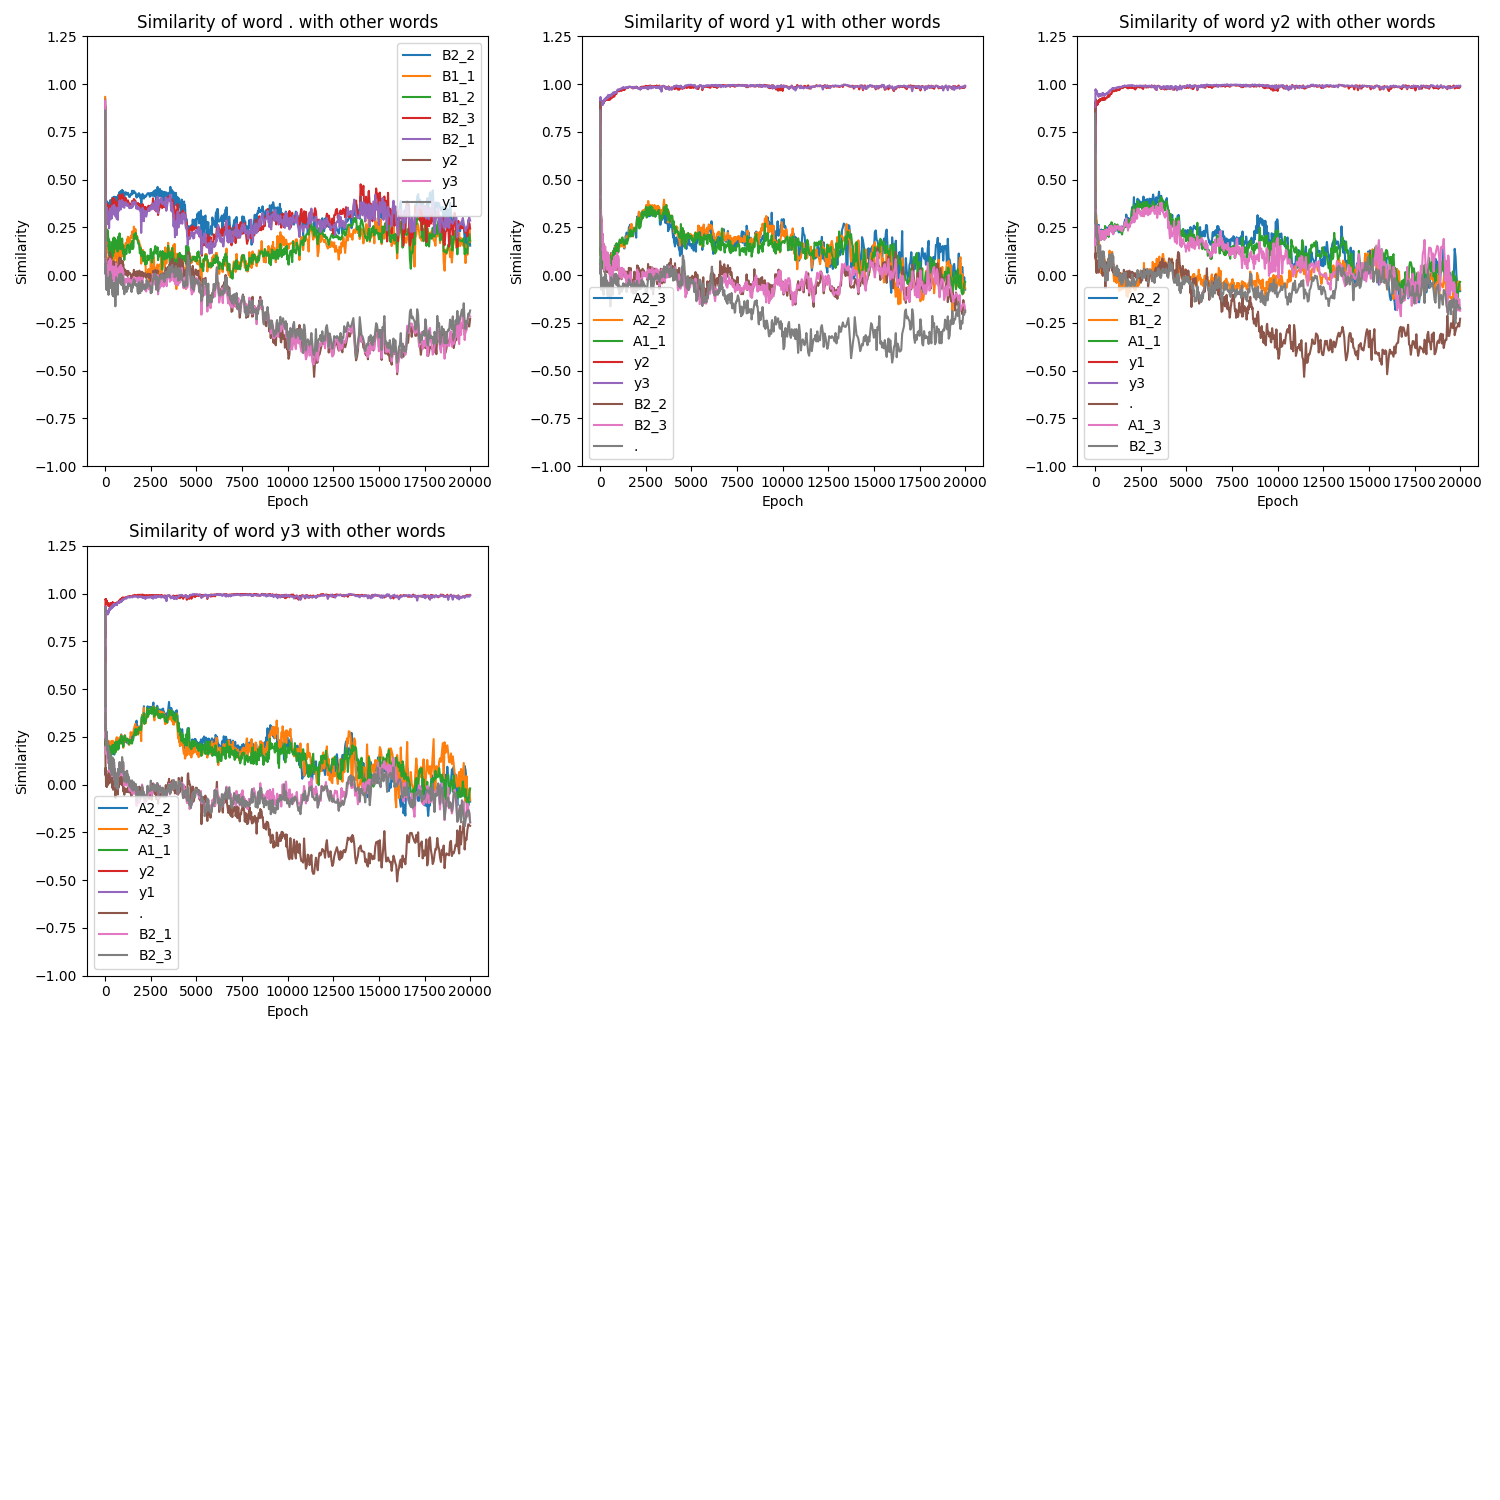 Similarity of word . with other words
Similarity
1.25
1.00
0.75
0.50
0.25
0.00
−0.25
−0.50
−0.75
−1.00
B2_2
B1_1
B1_2
B2_3
B2_1
y2
y3
y1
0 2500 5000 7500 10000 12500 15000 17500 20000
Epoch
Similarity of word y1 with other words
Similarity
1.25
1.00
0.75
0.50
0.25
0.00
−0.25
−0.50
−0.75
−1.00
A2_3
A2_2
A1_1
y2
y3
B2_2
B2_3
.
0 2500 5000 7500 10000 12500 15000 17500 20000
Epoch
Similarity of word y2 with other words
Similarity
1.25
1.00
0.75
0.50
0.25
0.00
−0.25
−0.50
−0.75
−1.00
A2_2
B1_2
A1_1
y1
y3
.
A1_3
B2_3
0 2500 5000 7500 10000 12500 15000 17500 20000
Epoch
Similarity of word y3 with other words
Similarity
1.25
1.00
0.75
0.50
0.25
0.00
−0.25
−0.50
−0.75
−1.00
A2_2
A2_3
A1_1
y2
y1
.
B2_1
B2_3
0 2500 5000 7500 10000 12500 15000 17500 20000
Epoch